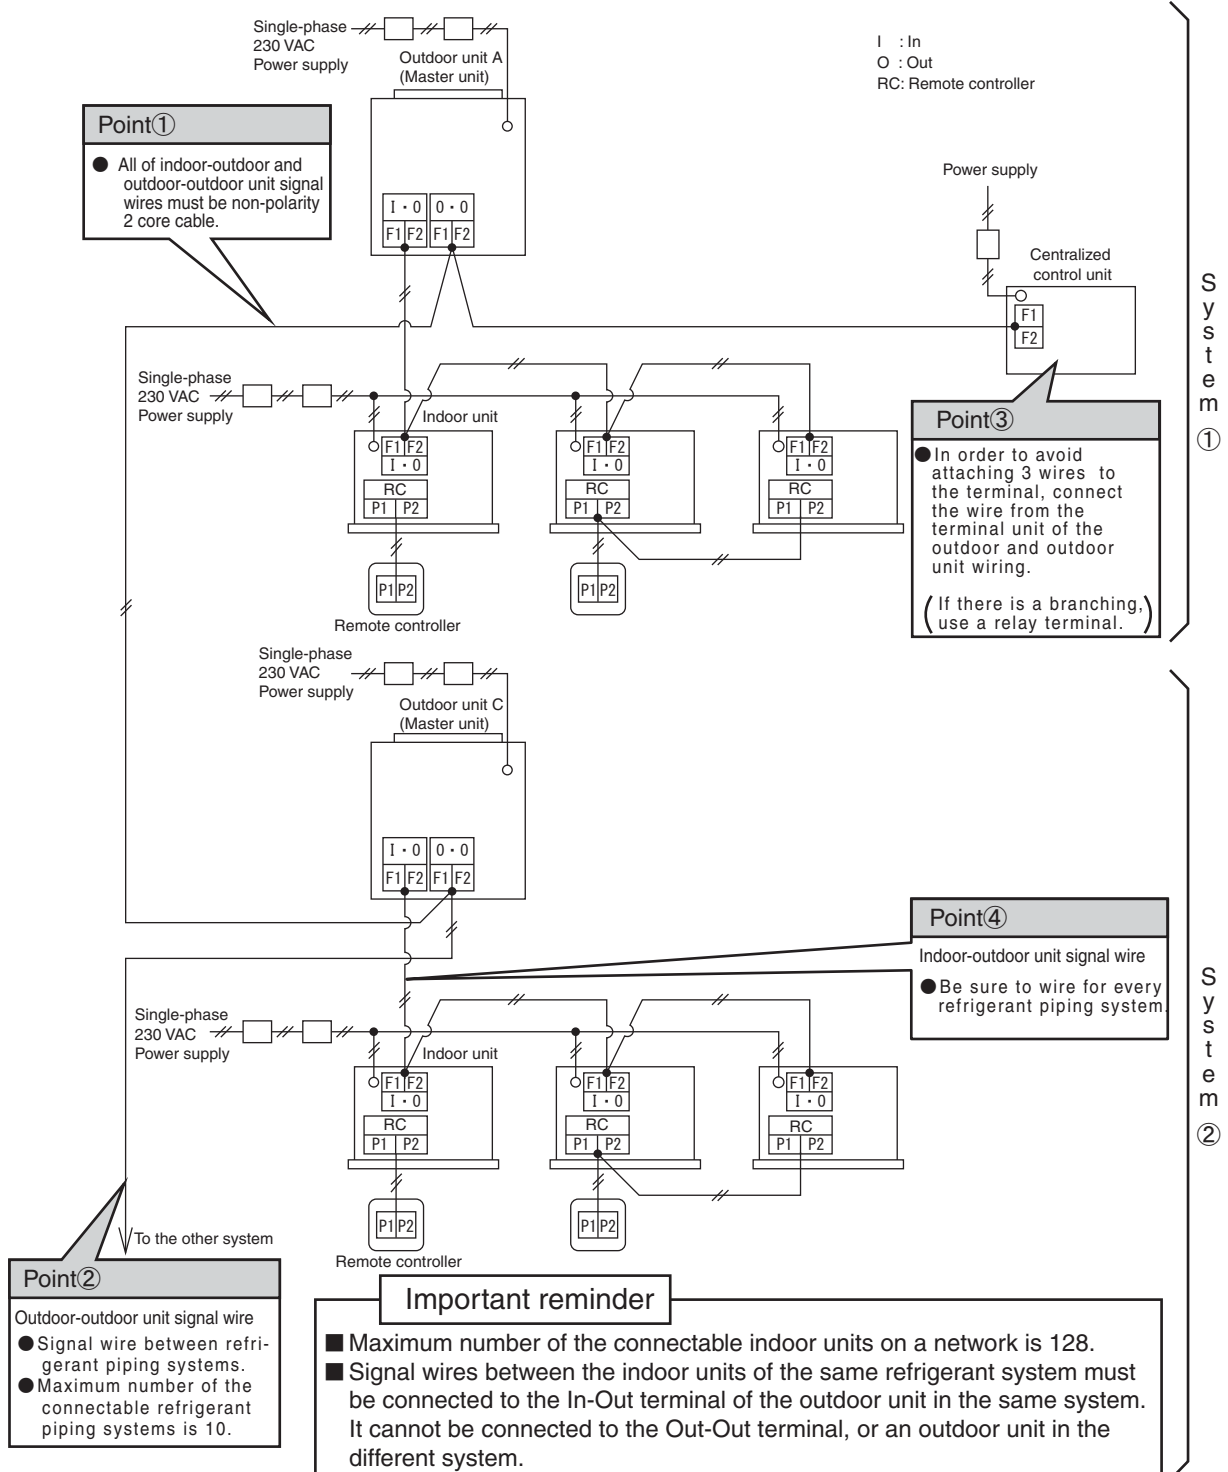 Single-phase
230 VAC
Power supply
Outdoor unit A
(Master unit)
I : In
O : Out
RC: Remote controller
Point①
● All of indoor-outdoor and
outdoor-outdoor unit signal
wires must be non-polarity
2 core cable.
I・O O・O
F1 F2 F1 F2
Power supply
Centralized
control unit
F1
F2
System ①
Single-phase
230 VAC
Power supply
Indoor unit
F1 F2
I・O
RC
P1 P2
F1 F2
I・O
RC
P1 P2
F1 F2
I・O
RC
P1 P2
P1 P2
P1 P2
Remote controller
Point③
● In order to avoid
attaching 3 wires to
the terminal, connect
the wire from the
terminal unit of the
outdoor and outdoor
unit wiring.
(If there is a branching,
use a relay terminal.)
Single-phase
230 VAC
Power supply
Outdoor unit C
(Master unit)
I・O O・O
F1 F2 F1 F2
Point④
Indoor-outdoor unit signal wire
● Be sure to wire for every
refrigerant piping system.
System ②
Single-phase
230 VAC
Power supply
Indoor unit
F1 F2
I・O
RC
P1 P2
F1 F2
I・O
RC
P1 P2
F1 F2
I・O
RC
P1 P2
P1 P2
P1 P2
Remote controller
To the other system
Point②
Outdoor-outdoor unit signal wire
● Signal wire between refri-
gerant piping systems.
● Maximum number of the
connectable refrigerant
piping systems is 10.
Important reminder
■ Maximum number of the connectable indoor units on a network is 128.
■ Signal wires between the indoor units of the same refrigerant system must
be connected to the In-Out terminal of the outdoor unit in the same system.
It cannot be connected to the Out-Out terminal, or an outdoor unit in the
different system.